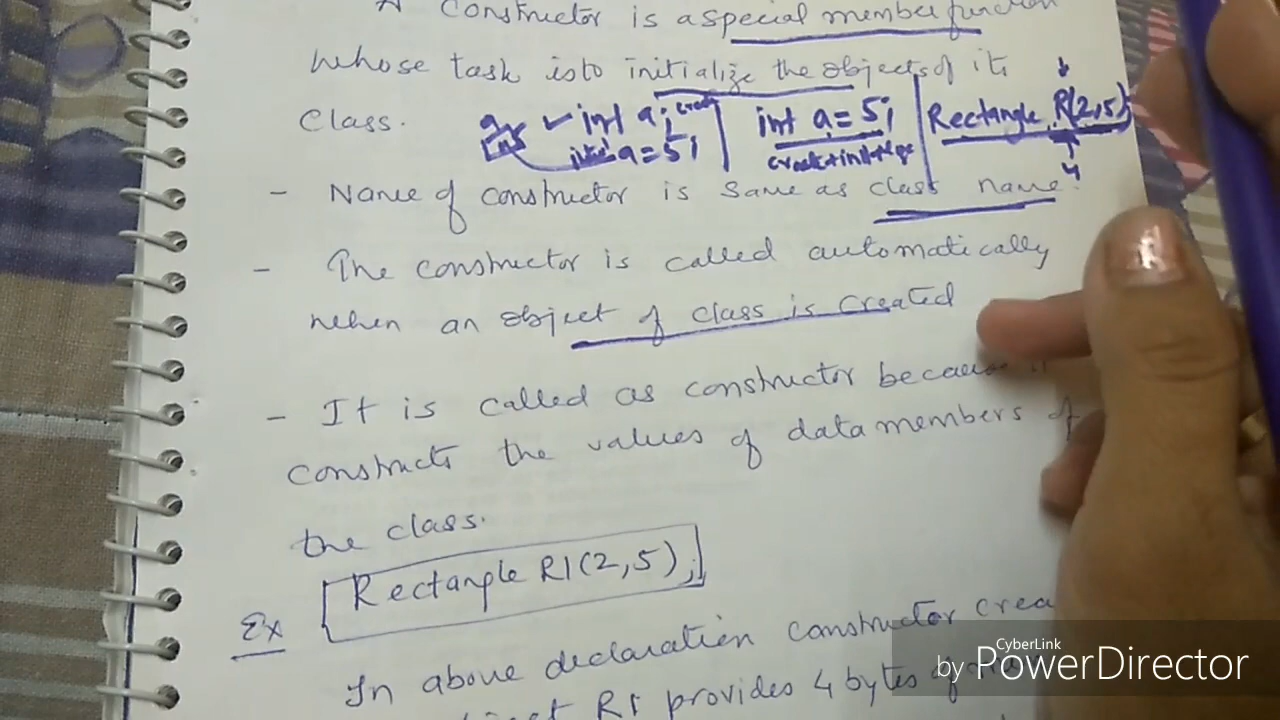 A Constructor is a special member function
whose task is to initialize the objects of its
Class.
int a;
a=5;
int a=5;
Rectangle R(2,5);
4
- Name of constructor is same as class name.
- The constructor is called automatically
when an object of class is created
- It is called as constructor because it
constructs the values of data members of
the class.
Ex Rectangle R1(2,5);
In above declaration constructor crea
R1 provides 4 bytes of
CyberLink
by PowerDirector